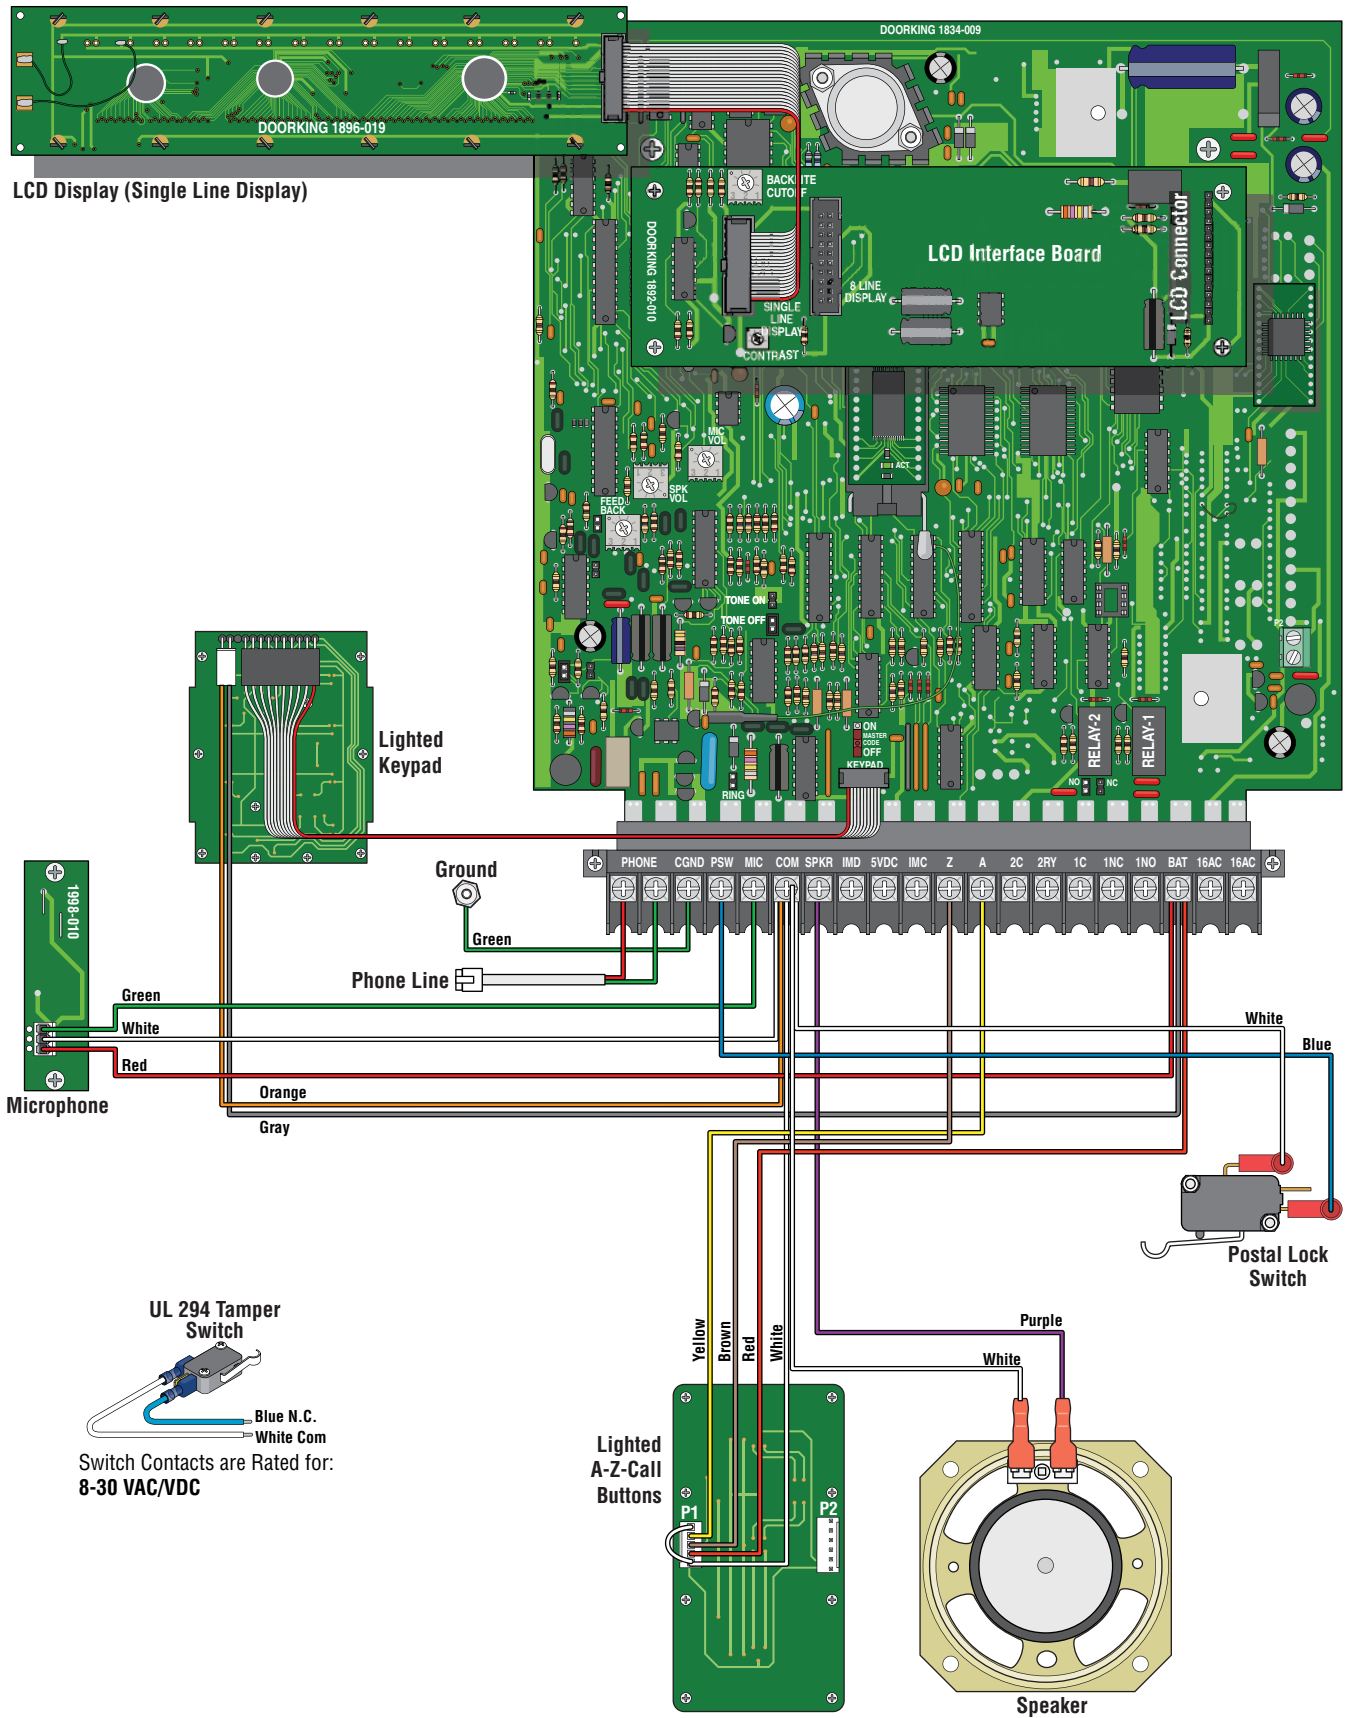 DOORKING 1834-009
DOORKING 1896-019
LCD Display (Single Line Display)
BACKLITE
CUTOFF
DOORKING 1892-010
LCD Interface Board
LCD Connector
8 LINE
DISPLAY
SINGLE
LINE
DISPLAY
CONTRAST
MIC
VOL
SPK
VOL
FEED
BACK
3 2 1
ACT
TONE ON
TONE OFF
P2
Lighted
Keypad
ON
MASTER
CODE
OFF
KEYPAD
RING
RELAY-2
RELAY-1
NO
NC
PHONE CGND PSW MIC COM SPKR IMD 5VDC IMC Z A 2C 2RY 1C 1NC 1NO BAT 16AC 16AC
Ground
Green
Phone Line
1998-010
Green
White
Red
Microphone
Orange
Gray
White
Blue
Postal Lock
Switch
UL 294 Tamper
Switch
Blue N.C.
White Com
Switch Contacts are Rated for:
8-30 VAC/VDC
Yellow
Brown
Red
White
Purple
White
Lighted
A-Z-Call
Buttons
P1
P2
Speaker